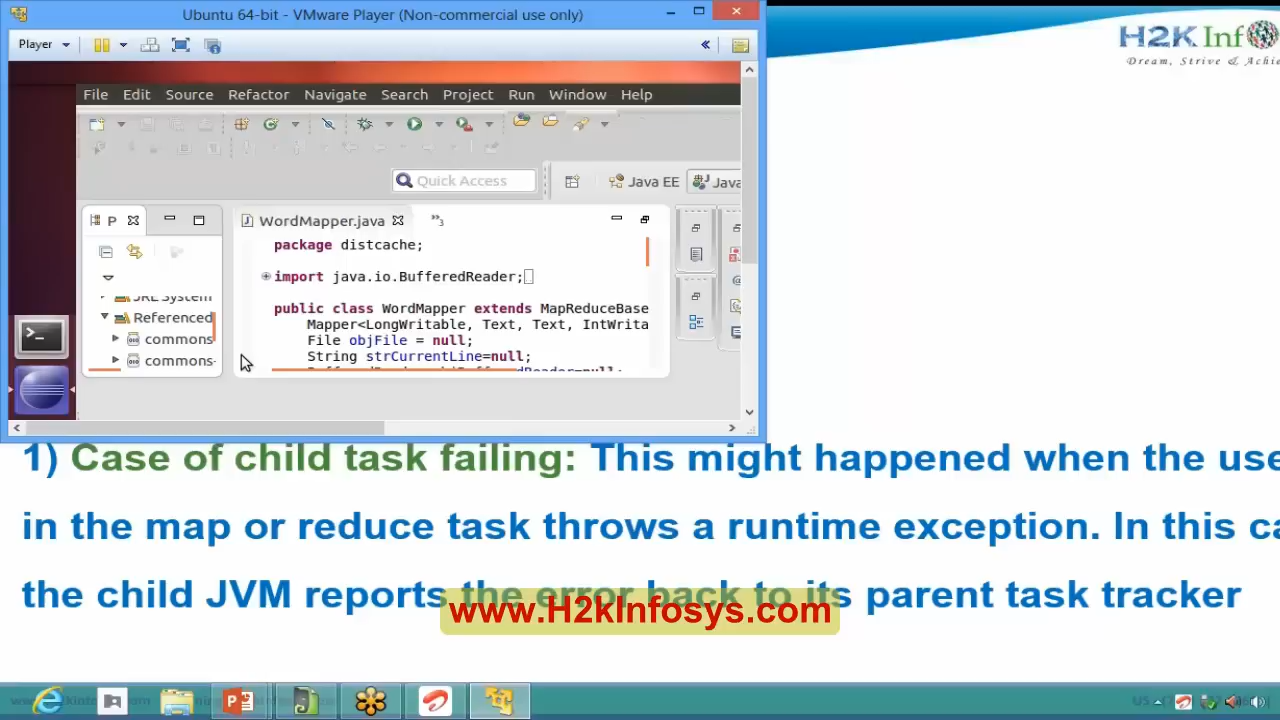 Ubuntu 64-bit - VMware Player (Non-commercial use only)
H2K Inf
Dream, Strive & Achie
Player
File Edit Source Refactor Navigate Search Project Run Window Help
Quick Access
Java EE
Java
P
WordMapper.java
3
package distcache;
import java.io.BufferedReader;
public class WordMapper extends MapReduceBase
Mapper<LongWritable, Text, Text, IntWrita
File objFile = null;
String strCurrentLine=null;
JRE System
Referenced
commons
commons-
1) Case of child task failing: This might happened when the use
in the map or reduce task throws a runtime exception. In this ca
the child JVM reports the error back to its parent task tracker
www.H2kInfosys.com